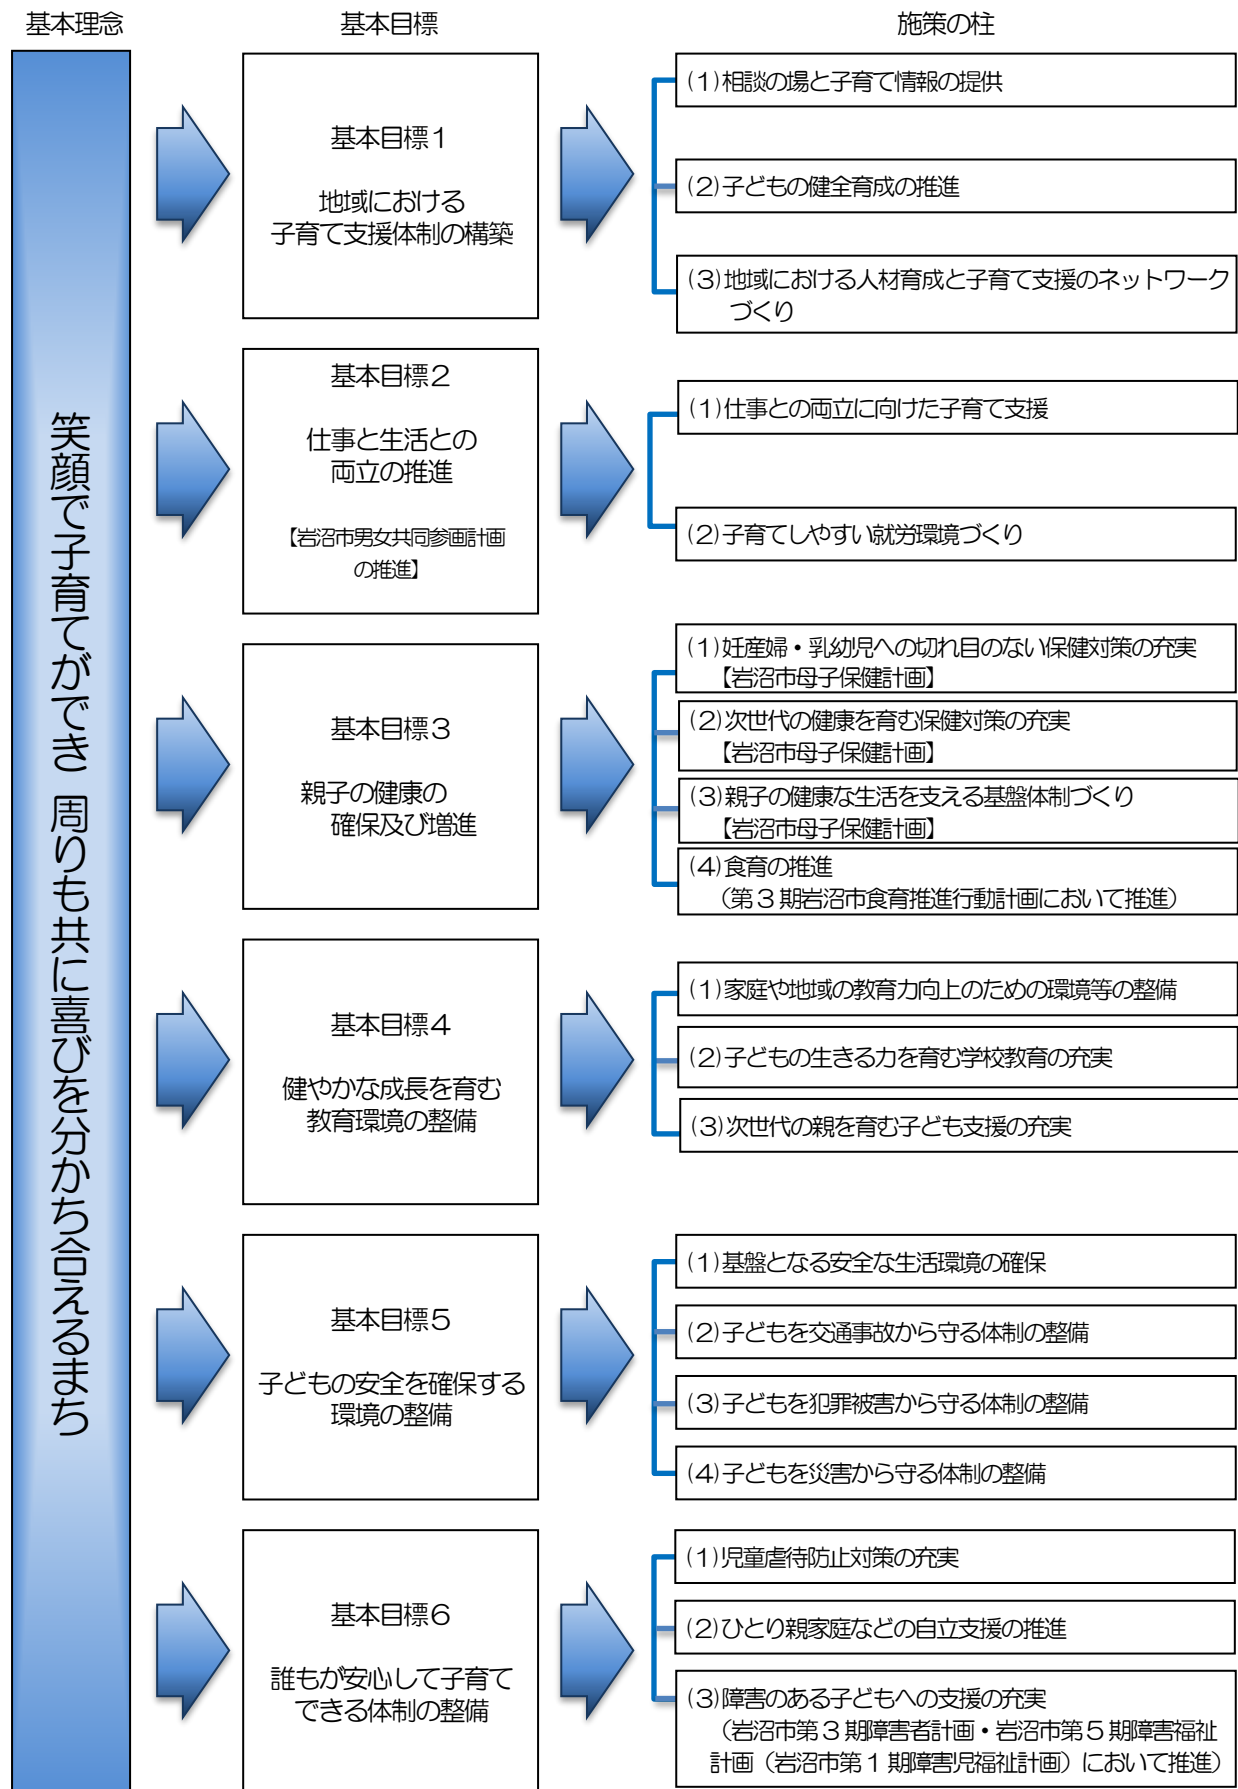 基本理念
基本目標
施策の柱
笑顔で子育てができ 周りも共に喜びを分かち合えるまち
基本目標１
地域における
子育て支援体制の構築
(1)相談の場と子育て情報の提供
(2)子どもの健全育成の推進
(3)地域における人材育成と子育て支援のネットワーク
づくり
基本目標２
仕事と生活との
両立の推進
【岩沼市男女共同参画計画
の推進】
(1)仕事との両立に向けた子育て支援
(2)子育てしやすい就労環境づくり
基本目標３
親子の健康の
確保及び増進
(1)妊産婦・乳幼児への切れ目のない保健対策の充実
【岩沼市母子保健計画】
(2)次世代の健康を育む保健対策の充実
【岩沼市母子保健計画】
(3)親子の健康な生活を支える基盤体制づくり
【岩沼市母子保健計画】
(4)食育の推進
（第３期岩沼市食育推進行動計画において推進）
基本目標４
健やかな成長を育む
教育環境の整備
(1)家庭や地域の教育力向上のための環境等の整備
(2)子どもの生きる力を育む学校教育の充実
(3)次世代の親を育む子ども支援の充実
基本目標５
子どもの安全を確保する
環境の整備
(1)基盤となる安全な生活環境の確保
(2)子どもを交通事故から守る体制の整備
(3)子どもを犯罪被害から守る体制の整備
(4)子どもを災害から守る体制の整備
基本目標６
誰もが安心して子育て
できる体制の整備
(1)児童虐待防止対策の充実
(2)ひとり親家庭などの自立支援の推進
(3)障害のある子どもへの支援の充実
（岩沼市第３期障害者計画・岩沼市第５期障害福祉
計画（岩沼市第１期障害児福祉計画）において推進）